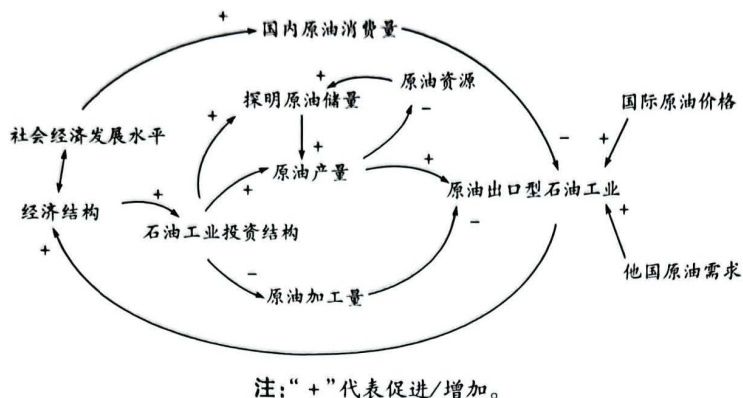 +
国内原油消费量
+
原油资源
探明原油储量
国际原油价格
+
−
社会经济发展水平
−
+
+
+
原油产量
+
原油出口型石油工业
+
+
经济结构
−
+
石油工业投资结构
+
−
他国原油需求
原油加工量
注:“+”代表促进/增加。